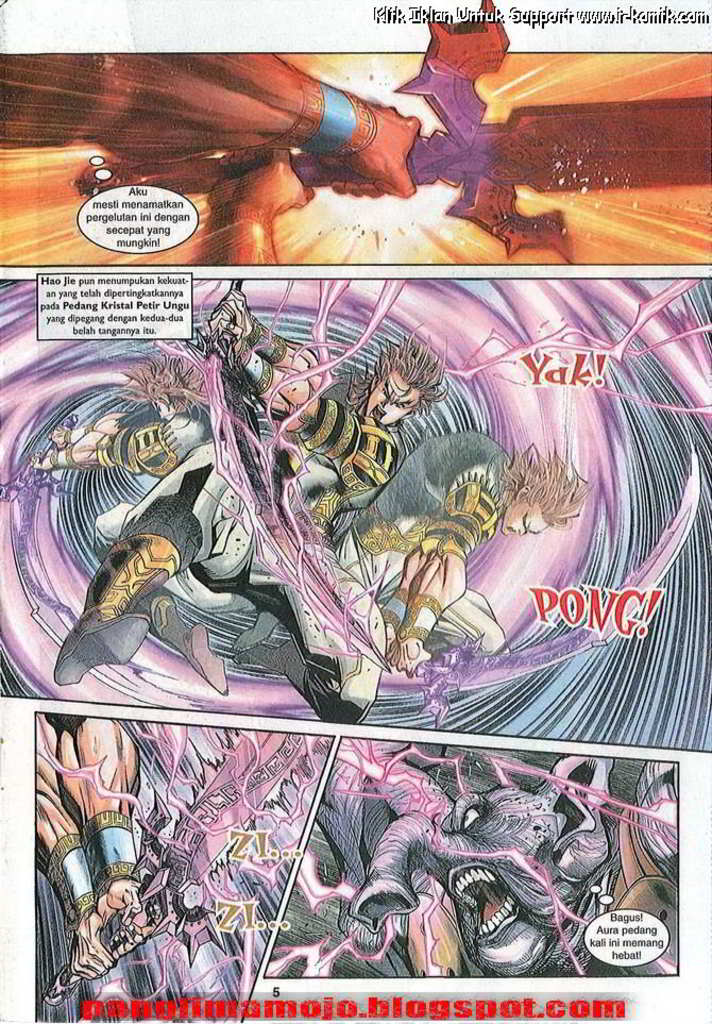 Klik Iklan Untuk Support www.ir-komik.com
Aku
mesti menamatkan
pergelutan ini dengan
secepat yang
mungkin!
Hao Jie pun menumpukan kekuat-
an yang telah dipertingkatkannya
pada Pedang Kristal Petir Ungu
yang dipegang dengan kedua-dua
belah tangannya itu.
Yak!
PONG!
ZI...
ZI...
Bagus!
Aura pedang
kali ini memang
hebat!
5
panglimamojo.blogspot.com